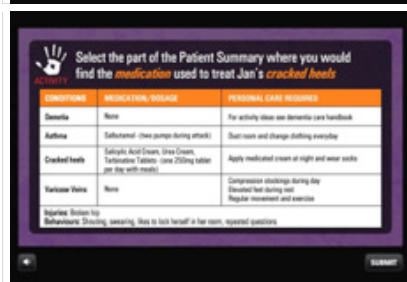 Select the part of the Patient Summary where you would
find the medication used to treat Jan's cracked heels
ACTIVITY
CONDITIONS MEDICATION/DOSAGE PERSONAL CARE REQUIRED
Demetia None For activity ideas see dementia care handbook
Asthma Salbutamol - (two pumps during attack) Dust room and change clothing everyday
Salicylic Acid Cream, Urea Cream,
Cracked heels Terbinafine Tablets - (one 250mg tablet Apply medicated cream at night and wear socks
per day with meals)
Compression stockings during day
Varicose Veins None Elevated feet during rest
Regular movement and exercise
Injuries: Broken hip
Behaviours: Shouting, swearing, likes to lock herself in her room, repeated questions
SUBMIT